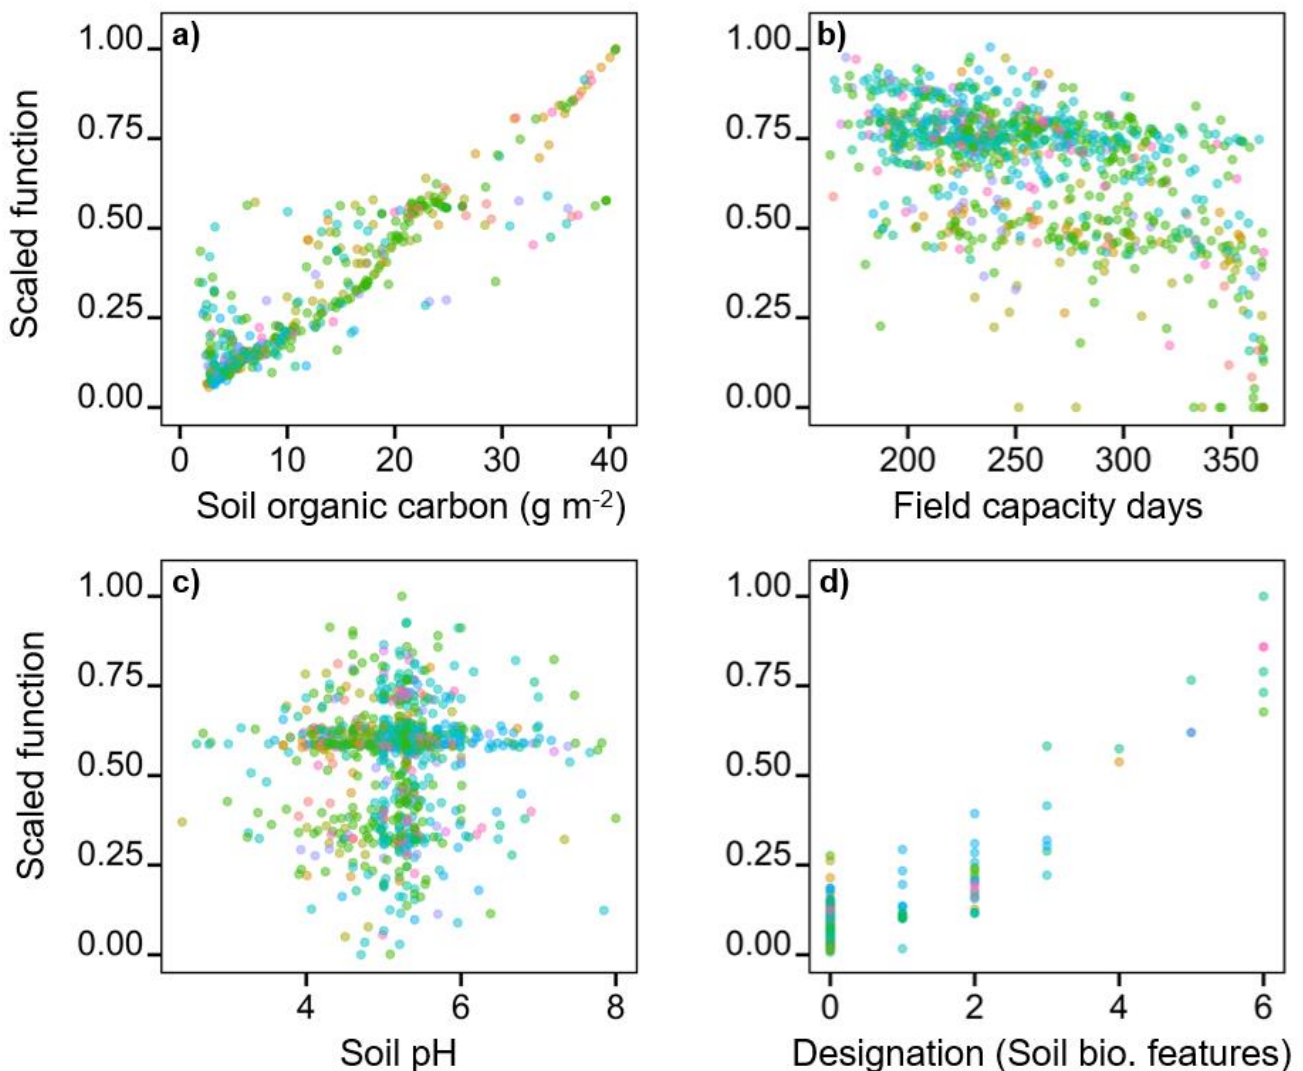 a)
Scaled function
1.00
0.75
0.50
0.25
0.00
0 10 20 30 40
Soil organic carbon (g m⁻²)
b)
1.00
0.75
0.50
0.25
0.00
200 250 300 350
Field capacity days
c)
Scaled function
1.00
0.75
0.50
0.25
0.00
4 6 8
Soil pH
d)
1.00
0.75
0.50
0.25
0.00
0 2 4 6
Designation (Soil bio. features)